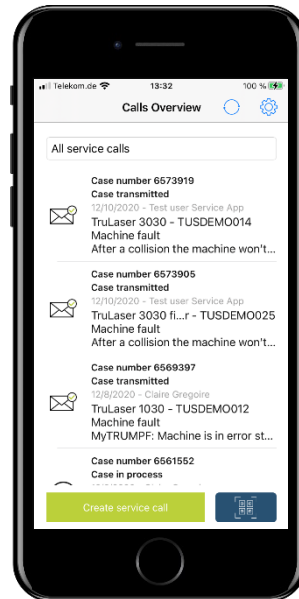 Telekom.de 13:32 100 %
Calls Overview
All service calls
Case number 6573919
Case transmitted
12/10/2020 - Test user Service App
TruLaser 3030 - TUSDEMO014
Machine fault
After a collision the machine won't...
Case number 6573905
Case transmitted
12/10/2020 - Test user Service App
TruLaser 3030 fi...r - TUSDEMO025
Machine fault
After a collision the machine won't...
Case number 6569397
Case transmitted
12/8/2020 - Claire Gregoire
TruLaser 1030 - TUSDEMO012
Machine fault
MyTRUMPF: Machine is in error st...
Case number 6561552
Case in process
Create service call